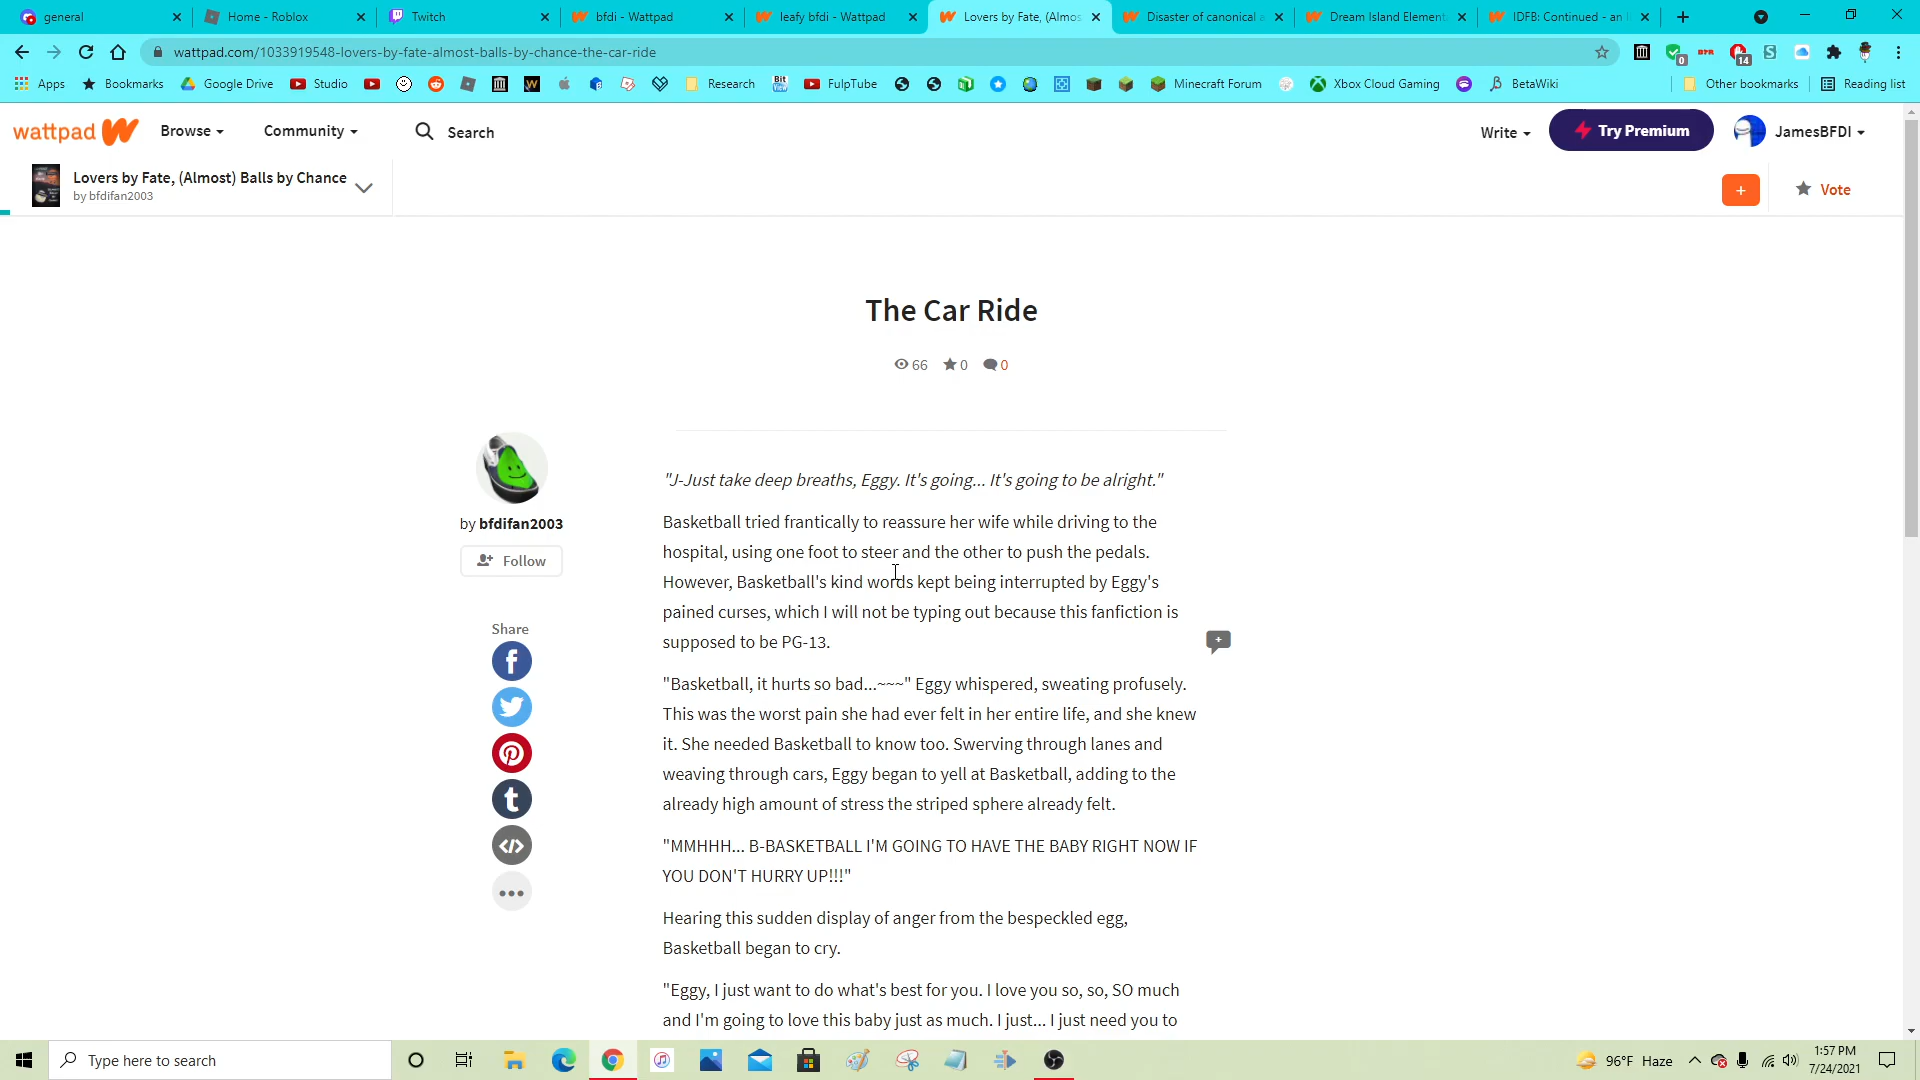 general
Home - Roblox
Twitch
bfdi - Wattpad
leafy bfdi - Wattpad
Lovers by Fate, (Almos
Disaster of canonical
Dream Island Element
IDFB: Continued - an
wattpad.com/1033919548-lovers-by-fate-almost-balls-by-chance-the-car-ride
0
14
Apps
Bookmarks
Google Drive
Studio
Research
Bit
FulpTube
Minecraft Forum
Xbox Cloud Gaming
BetaWiki
Other bookmarks
Reading list
wattpad
Browse
Community
Search
Write
Try Premium
JamesBFDI
Lovers by Fate, (Almost) Balls by Chance
by bfdifan2003
+
Vote
The Car Ride
66
0
0
by bfdifan2003
Follow
Share
"J-Just take deep breaths, Eggy. It's going... It's going to be alright."
Basketball tried frantically to reassure her wife while driving to the
hospital, using one foot to steer and the other to push the pedals.
However, Basketball's kind words kept being interrupted by Eggy's
pained curses, which I will not be typing out because this fanfiction is
supposed to be PG-13.
"Basketball, it hurts so bad...~~~" Eggy whispered, sweating profusely.
This was the worst pain she had ever felt in her entire life, and she knew
it. She needed Basketball to know too. Swerving through lanes and
weaving through cars, Eggy began to yell at Basketball, adding to the
already high amount of stress the striped sphere already felt.
"MMHHH... B-BASKETBALL I'M GOING TO HAVE THE BABY RIGHT NOW IF
YOU DON'T HURRY UP!!!"
Hearing this sudden display of anger from the bespeckled egg,
Basketball began to cry.
"Eggy, I just want to do what's best for you. I love you so, so, SO much
and I'm going to love this baby just as much. I just... I just need you to
Type here to search
96°F Haze
1:57 PM
7/24/2021